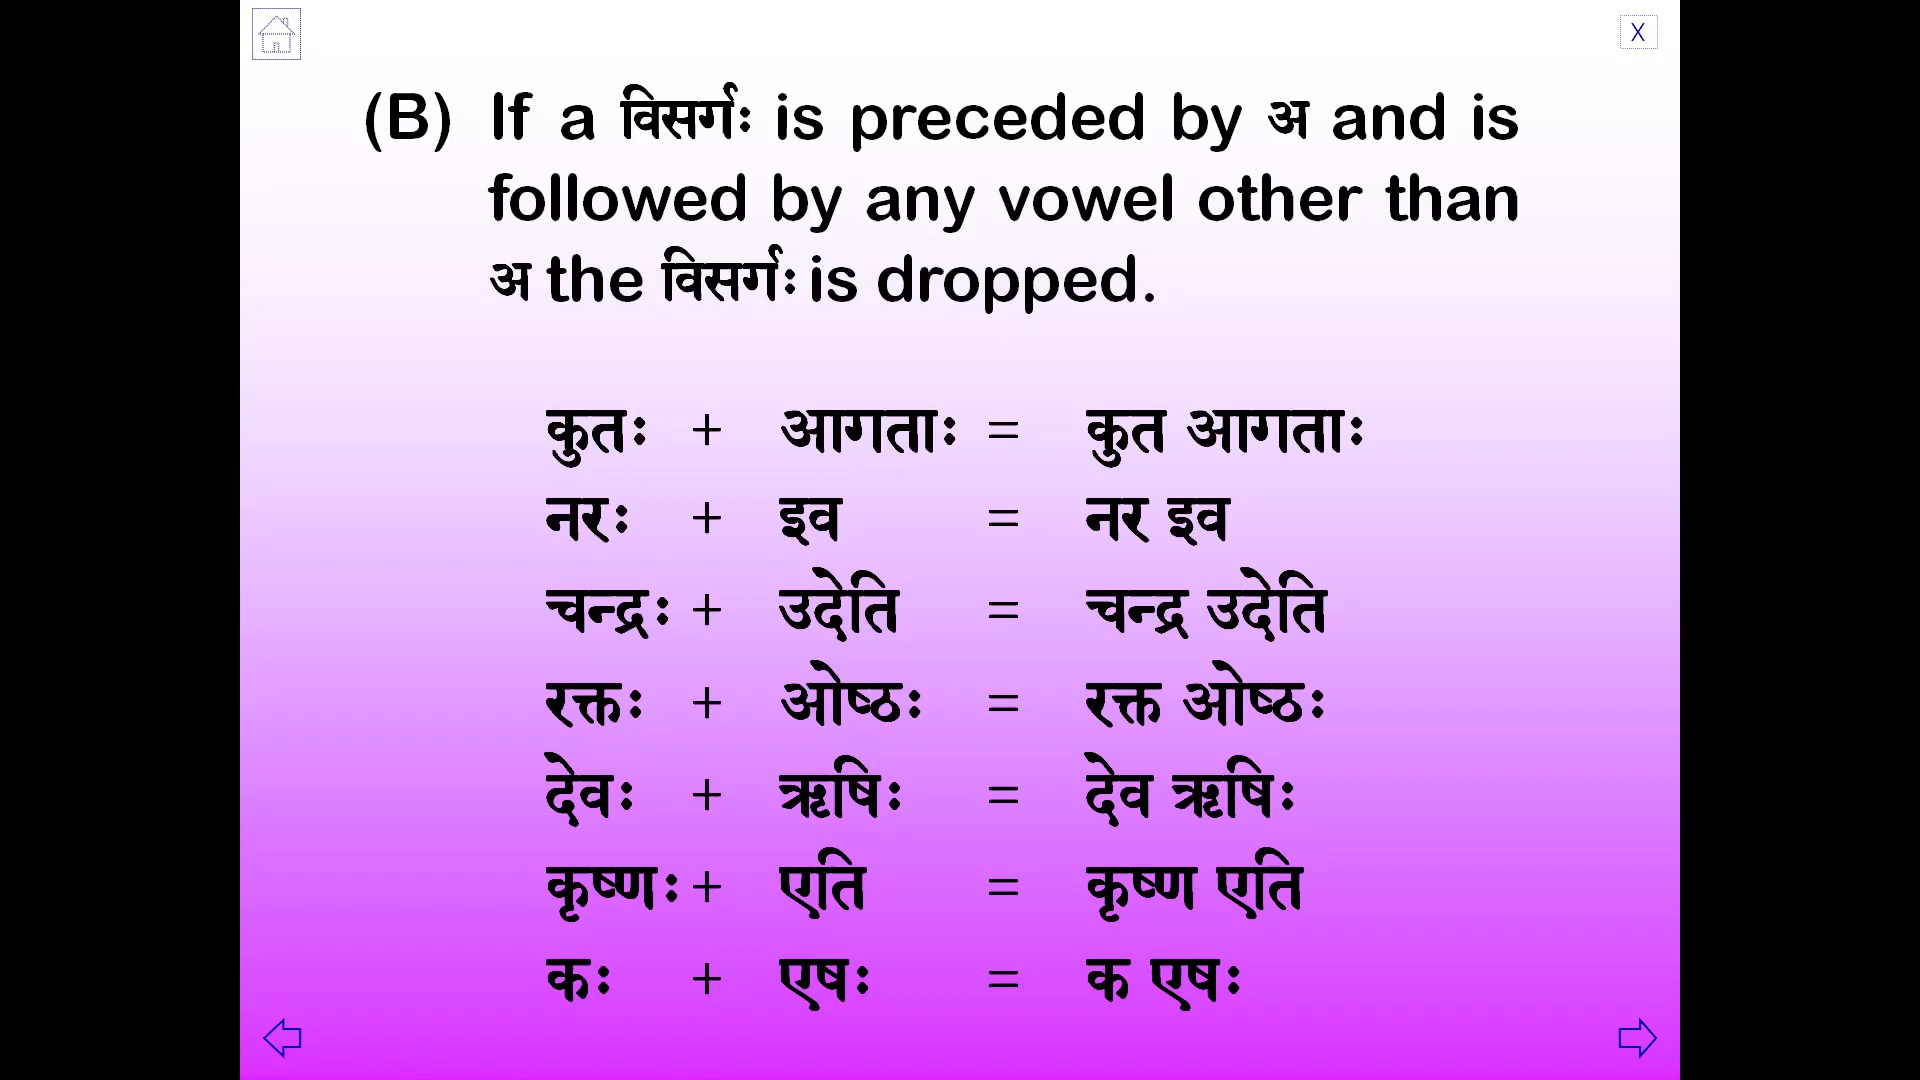 X
(B) If a विसर्गः is preceded by अ and is
followed by any vowel other than
अ the विसर्गः is dropped.
कुतः + आगताः = कुत आगताः
नरः + इव = नर इव
चन्द्रः + उदेति = चन्द्र उदेति
रक्तः + ओष्ठः = रक्त ओष्ठः
देवः + ऋषिः = देव ऋषिः
कृष्णः + एति = कृष्ण एति
कः + एषः = क एषः